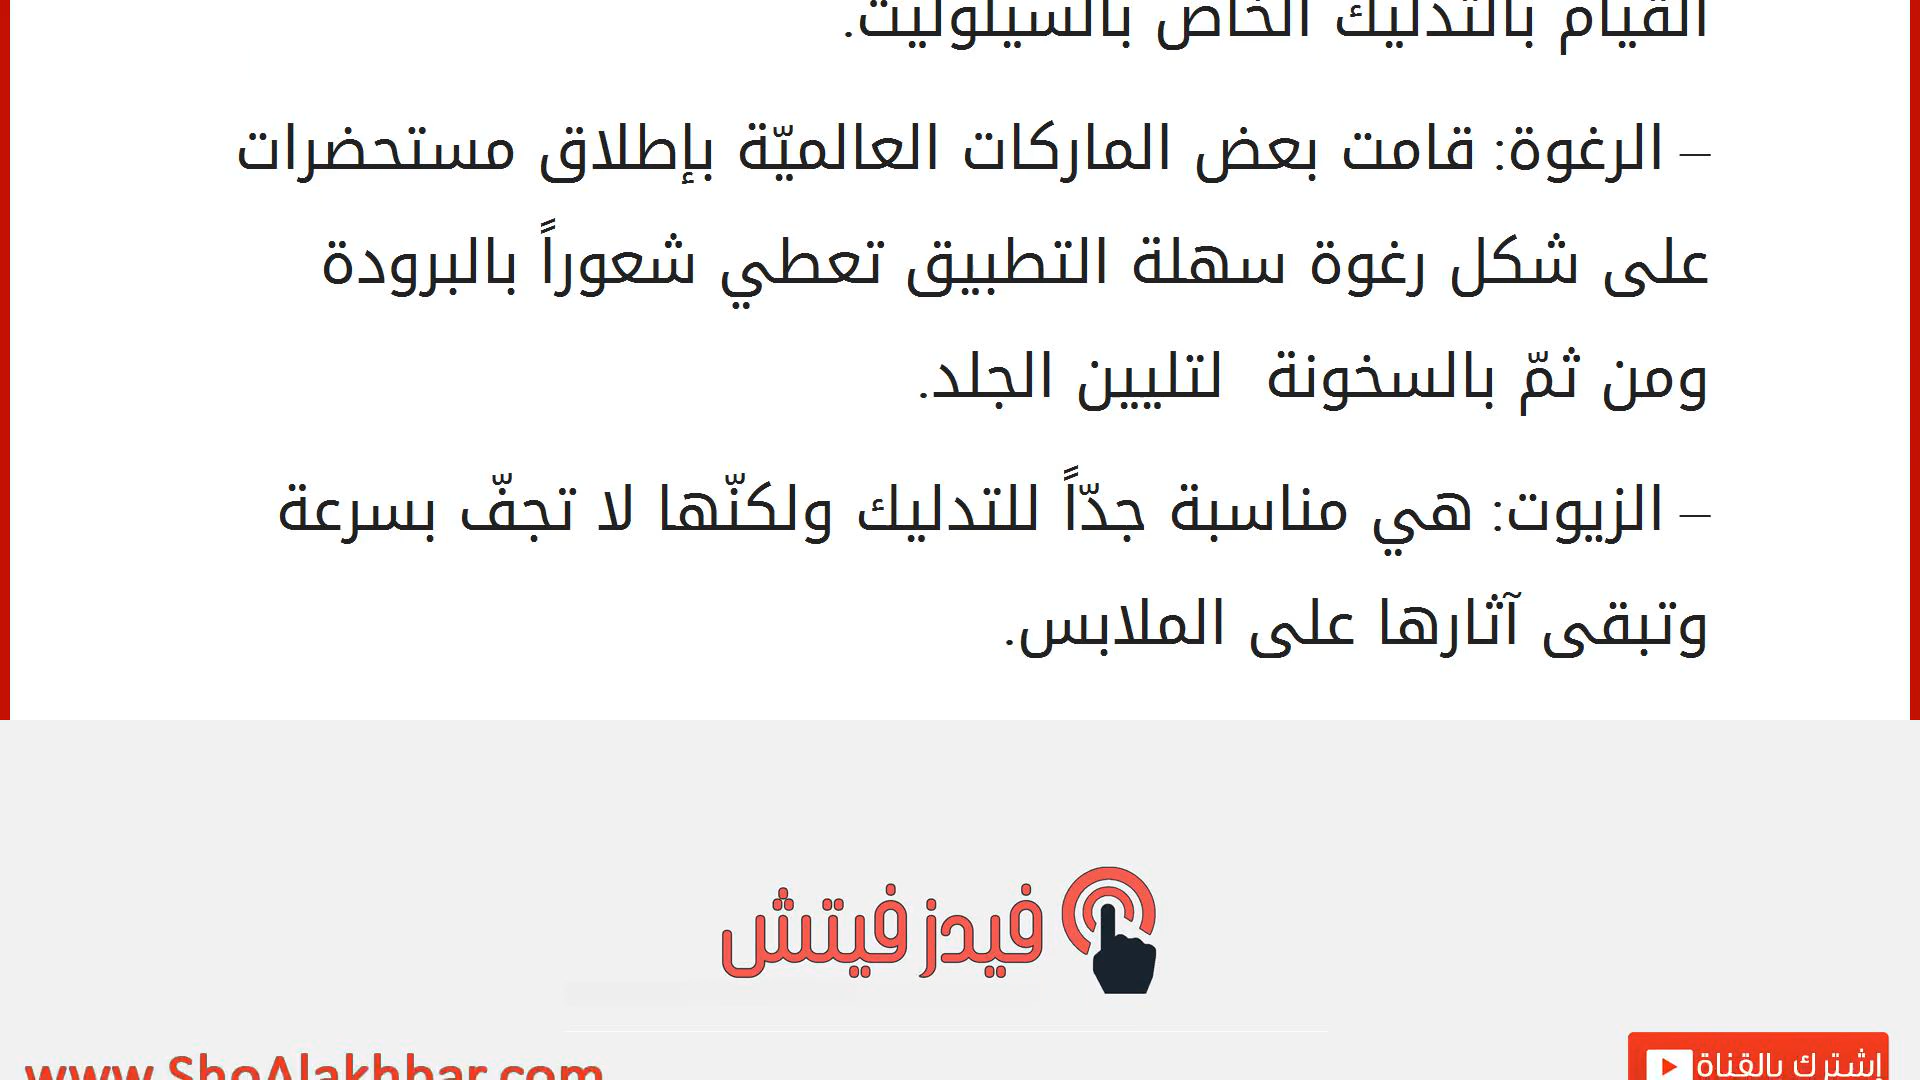 القيام بالتدليك الخاص بالسيلوليت.
– الرغوة: قامت بعض الماركات العالميّة بإطلاق مستحضرات
على شكل رغوة سهلة التطبيق تعطي شعوراً بالبرودة
ومن ثمّ بالسخونة  لتليين الجلد.
– الزيوت: هي مناسبة جدّاً للتدليك ولكنّها لا تجفّ بسرعة
وتبقى آثارها على الملابس.
فيدز فيتش
www.ShoAlakhbar.com
إشترك بالقناة